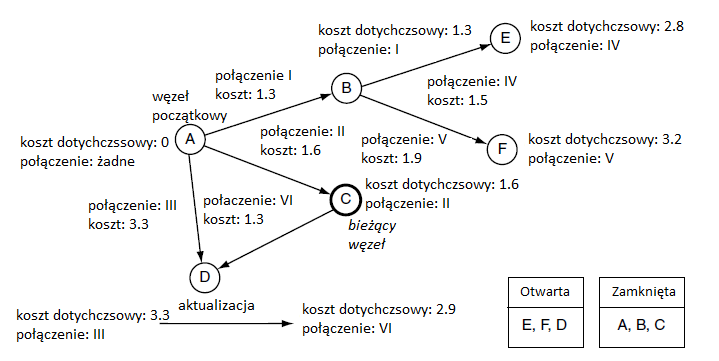 koszt dotychczsowy: 1.3
połączenie: I
E
koszt dotychczsowy: 2.8
połączenie: IV
połączenie I
koszt: 1.3
B
połączenie: IV
koszt: 1.5
węzeł
początkowy
A
koszt dotychczssowy: 0
połączenie: żadne
połączenie: II
koszt: 1.6
połączenie: V
koszt: 1.9
F
koszt dotychczsowy: 3.2
połączenie: V
połączenie: III
koszt: 3.3
połaczenie: VI
koszt: 1.3
C
koszt dotychczsowy: 1.6
połączenie: II
bieżący
węzeł
D
aktualizacja
koszt dotychczsowy: 3.3
połączenie: III
koszt dotychczsowy: 2.9
połączenie: VI
Otwarta
E, F, D
Zamknięta
A, B, C